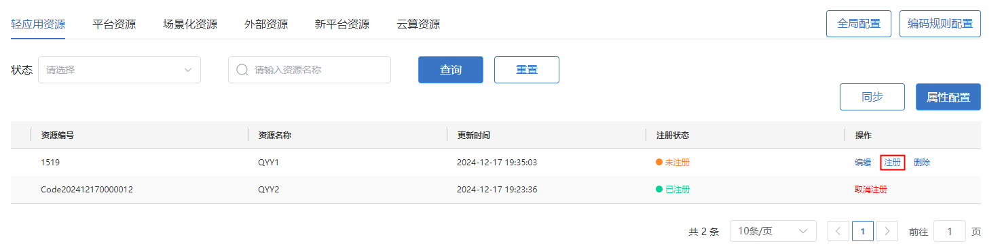 轻应用资源 平台资源 场景化资源 外部资源 新平台资源 云算资源 全局配置 编码规则配置
状态 请选择 请输入资源名称 查询 重置
同步 属性配置
资源编号 资源名称 更新时间 注册状态 操作
1519 QYY1 2024-12-17 19:35:03 未注册 编辑 注册 删除
Code202412170000012 QYY2 2024-12-17 19:23:36 已注册 取消注册
共 2 条 10条/页 1 前往 1 页